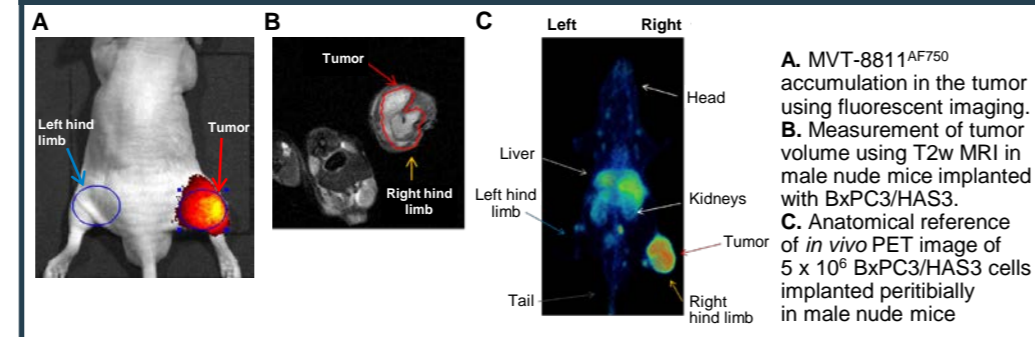 A
Left hind
limb
Tumor
B
Tumor
Right hind
limb
C
Left
Right
Head
Liver
Left hind
limb
Kidneys
Tumor
Tail
Right
hind limb
A. MVT-8811ᴬᶠ⁷⁵⁰
accumulation in the tumor
using fluorescent imaging.
B. Measurement of tumor
volume using T2w MRI in
male nude mice implanted
with BxPC3/HAS3.
C. Anatomical reference
of in vivo PET image of
5 x 10⁶ BxPC3/HAS3 cells
implanted peritibially
in male nude mice